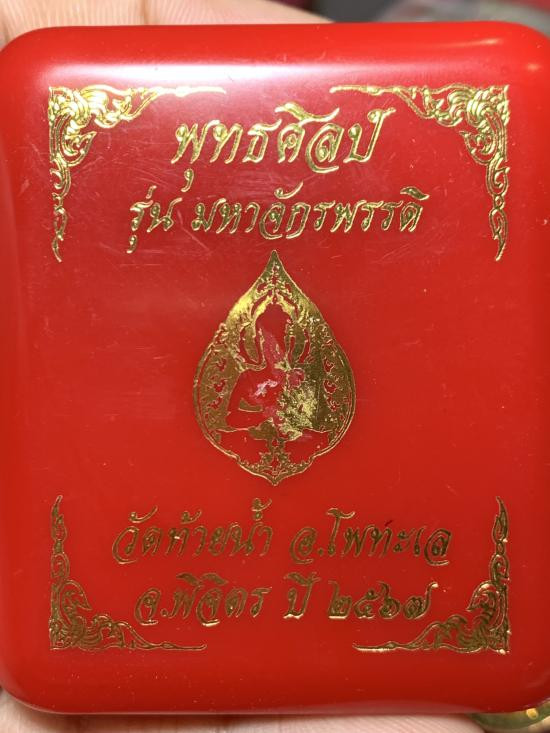 พุทธศิลป์
รุ่น มหาจักรพรรดิ
วัดท้ายน้ำ อ.โพทะเล
จ.พิจิตร ปี ๒๕๖๗